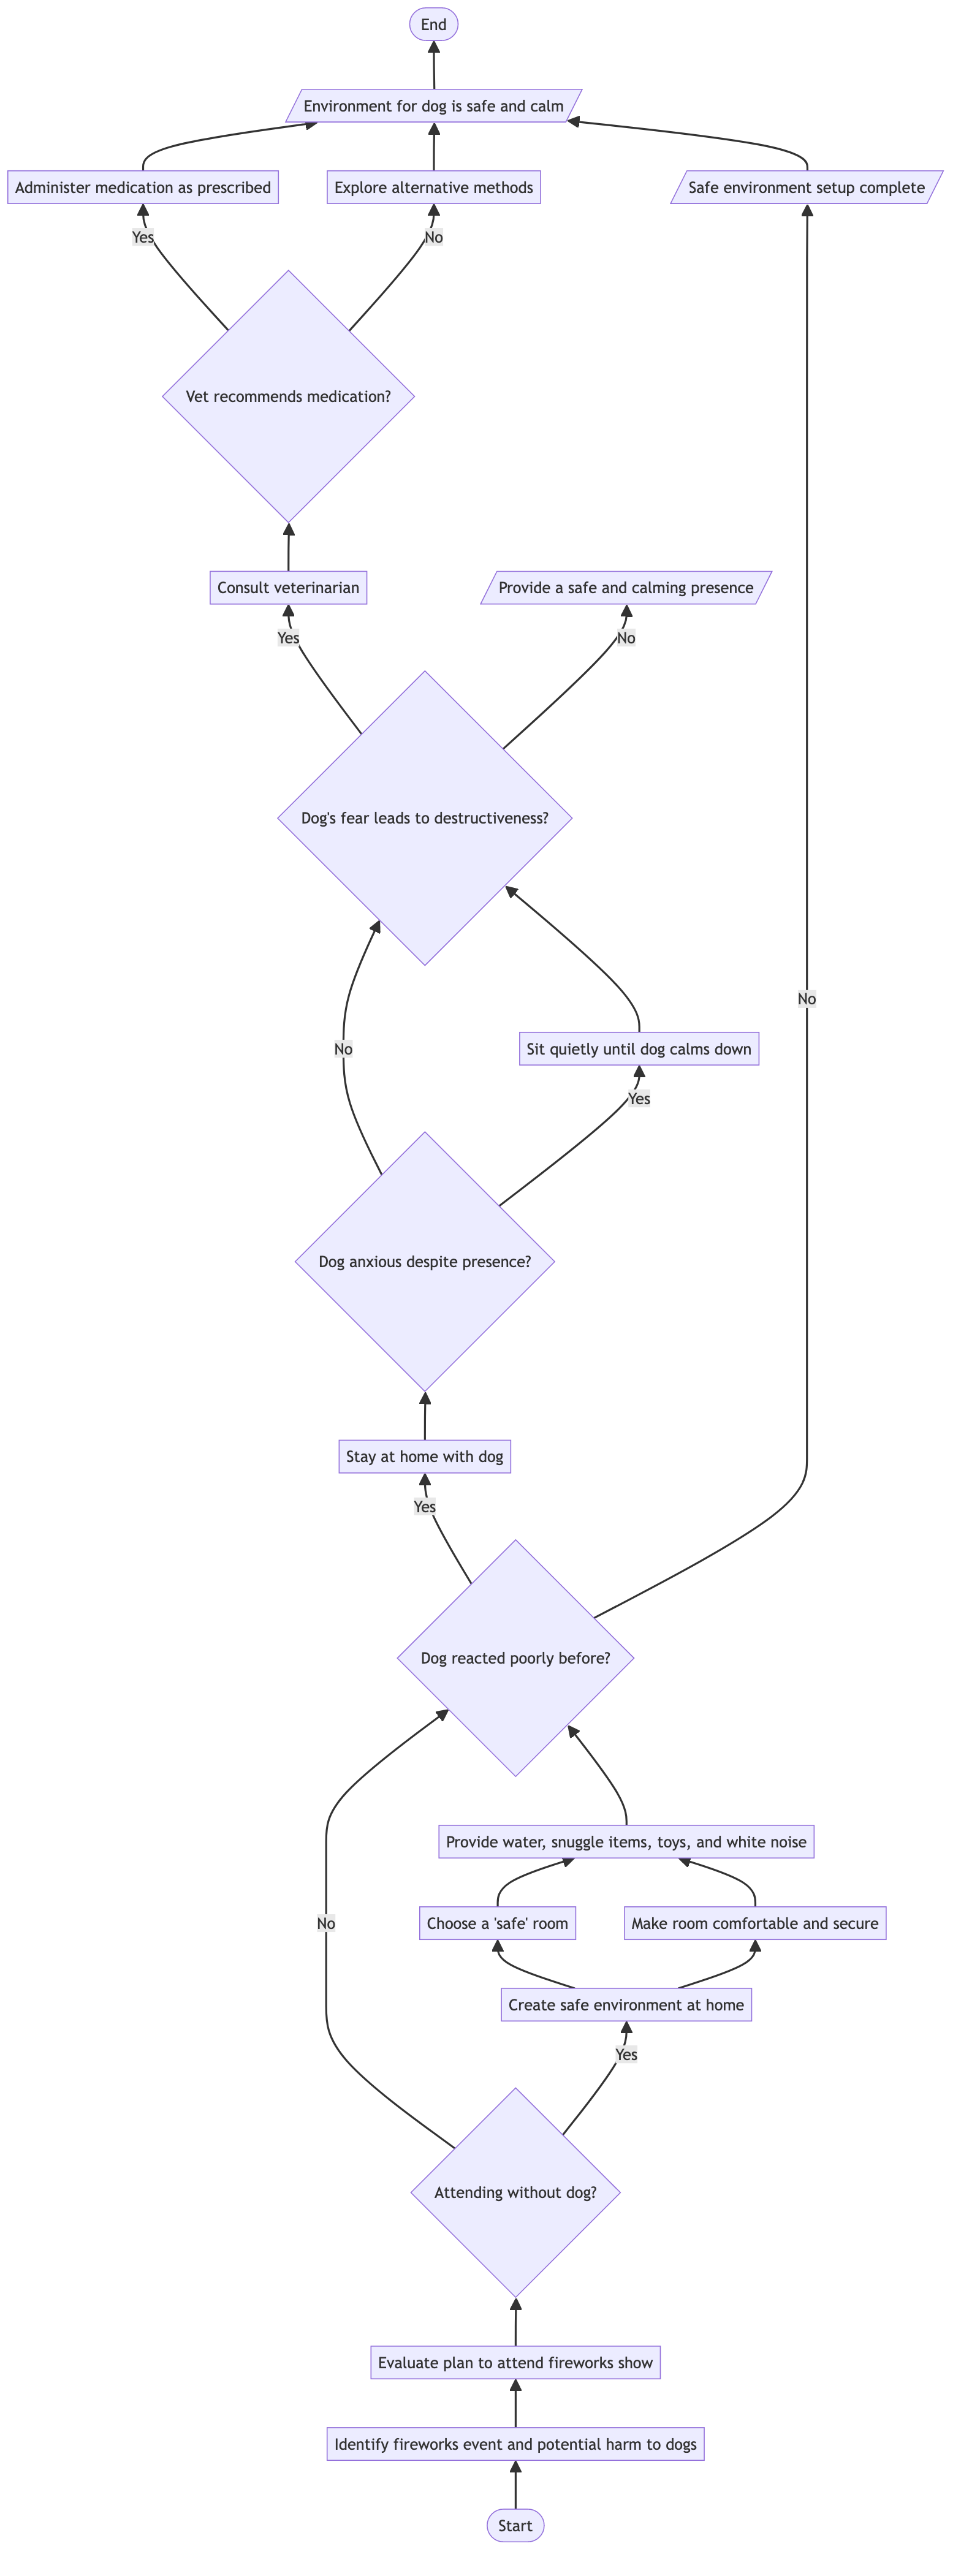 End
Environment for dog is safe and calm
Administer medication as prescribed
Explore alternative methods
Safe environment setup complete
Yes
No
Vet recommends medication?
Consult veterinarian
Provide a safe and calming presence
Yes
No
Dog's fear leads to destructiveness?
No
No
Sit quietly until dog calms down
Yes
Dog anxious despite presence?
Stay at home with dog
Yes
Dog reacted poorly before?
Provide water, snuggle items, toys, and white noise
No
Choose a 'safe' room
Make room comfortable and secure
Create safe environment at home
Yes
Attending without dog?
Evaluate plan to attend fireworks show
Identify fireworks event and potential harm to dogs
Start